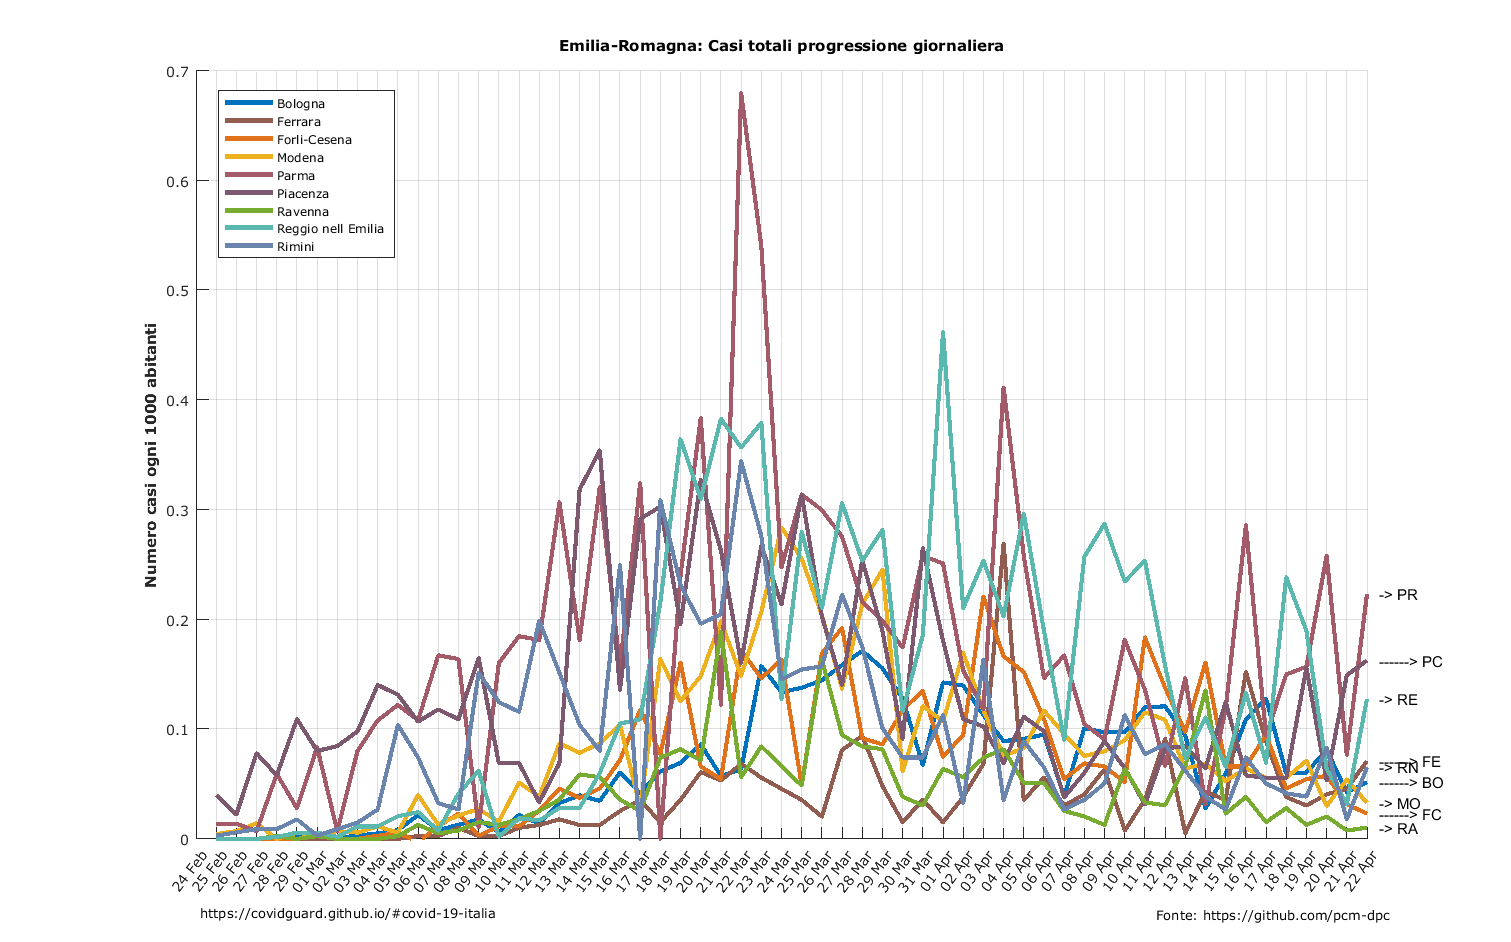 Emilia-Romagna: Casi totali progressione giornaliera
0.7
0.6
0.5
0.4
0.3
0.2
0.1
0
Numero casi ogni 1000 abitanti
Bologna
Ferrara
Forli-Cesena
Modena
Parma
Piacenza
Ravenna
Reggio nell Emilia
Rimini
-> PR
------> PC
-> RE
------> FE
-> RN
------> BO
-> MO
------> FC
-> RA
24 Feb
25 Feb
26 Feb
27 Feb
28 Feb
29 Feb
01 Mar
02 Mar
03 Mar
04 Mar
05 Mar
06 Mar
07 Mar
08 Mar
09 Mar
10 Mar
11 Mar
12 Mar
13 Mar
14 Mar
15 Mar
16 Mar
17 Mar
18 Mar
19 Mar
20 Mar
21 Mar
22 Mar
23 Mar
24 Mar
25 Mar
26 Mar
27 Mar
28 Mar
29 Mar
30 Mar
31 Mar
01 Apr
02 Apr
03 Apr
04 Apr
05 Apr
06 Apr
07 Apr
08 Apr
09 Apr
10 Apr
11 Apr
12 Apr
13 Apr
14 Apr
15 Apr
16 Apr
17 Apr
18 Apr
19 Apr
20 Apr
21 Apr
22 Apr
https://covidguard.github.io/#covid-19-italia
Fonte: https://github.com/pcm-dpc